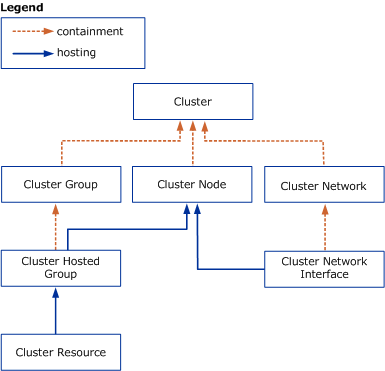 Legend
containment
hosting
Cluster
Cluster Group
Cluster Node
Cluster Network
Cluster Hosted
Group
Cluster Network
Interface
Cluster Resource